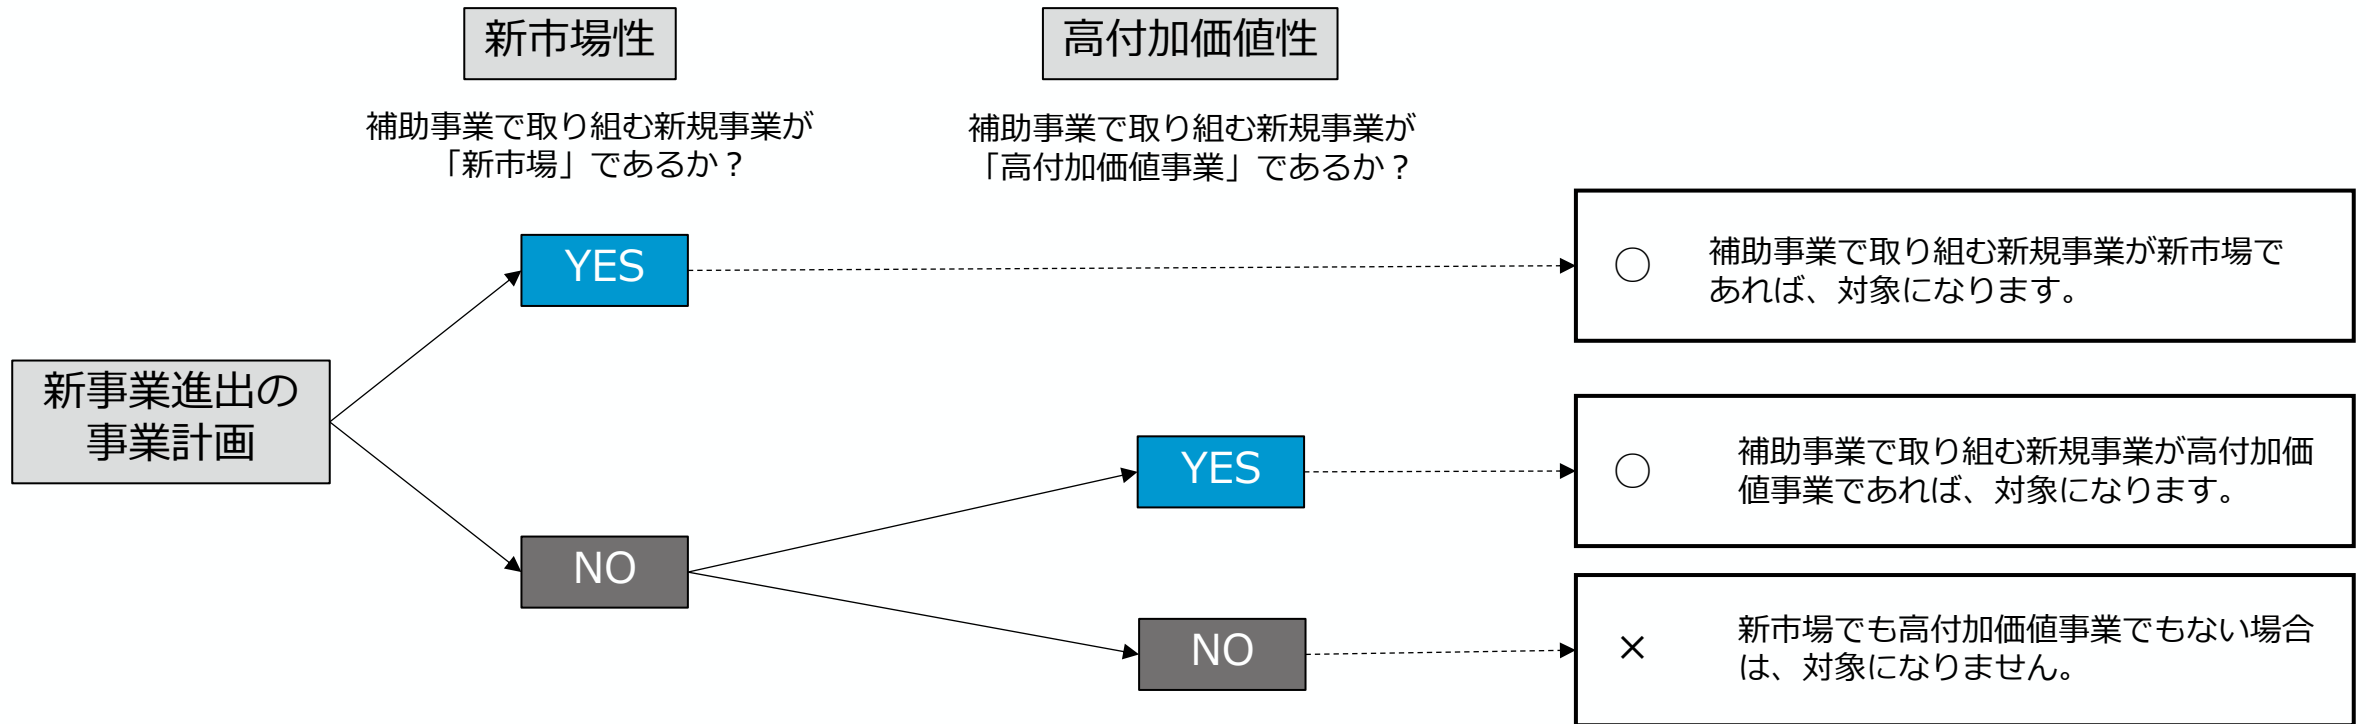 新市場性
高付加価値性
補助事業で取り組む新規事業が
「新市場」であるか？
補助事業で取り組む新規事業が
「高付加価値事業」であるか？
YES
〇
補助事業で取り組む新規事業が新市場で
あれば、対象になります。
新事業進出の
事業計画
YES
〇
補助事業で取り組む新規事業が高付加価
値事業であれば、対象になります。
NO
NO
×
新市場でも高付加価値事業でもない場合
は、対象になりません。